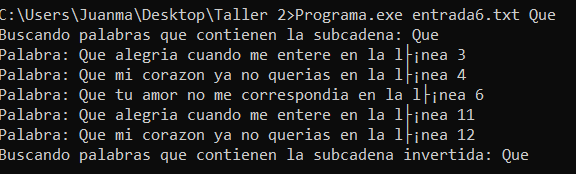 C:\Users\Juanma\Desktop\Taller 2>Programa.exe entrada6.txt Que
Buscando palabras que contienen la subcadena: Que
Palabra: Que alegria cuando me entere en la l├¡nea 3
Palabra: Que mi corazon ya no querias en la l├¡nea 4
Palabra: Que tu amor no me correspondia en la l├¡nea 6
Palabra: Que alegria cuando me entere en la l├¡nea 11
Palabra: Que mi corazon ya no querias en la l├¡nea 12
Buscando palabras que contienen la subcadena invertida: Que